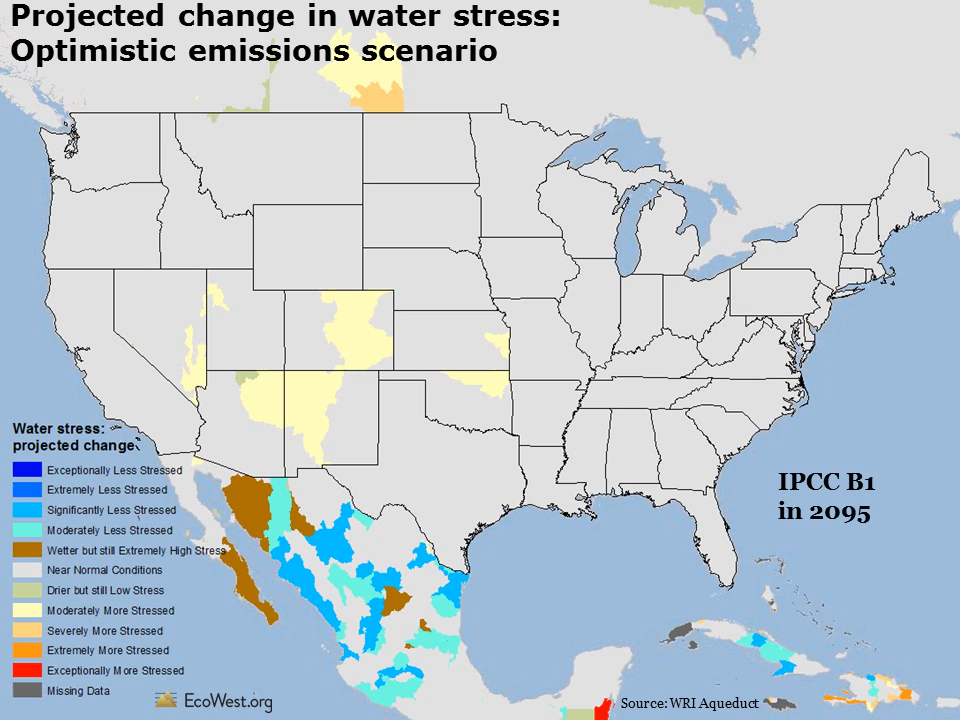 Projected change in water stress:
Optimistic emissions scenario
Water stress:
projected change
Exceptionally Less Stressed
Extremely Less Stressed
Significantly Less Stressed
Moderately Less Stressed
Wetter but still Extremely High Stress
Near Normal Conditions
Drier but still Low Stress
Moderately More Stressed
Severely More Stressed
Extremely More Stressed
Exceptionally More Stressed
Missing Data
IPCC B1
in 2095
EcoWest.org
Source: WRI Aqueduct